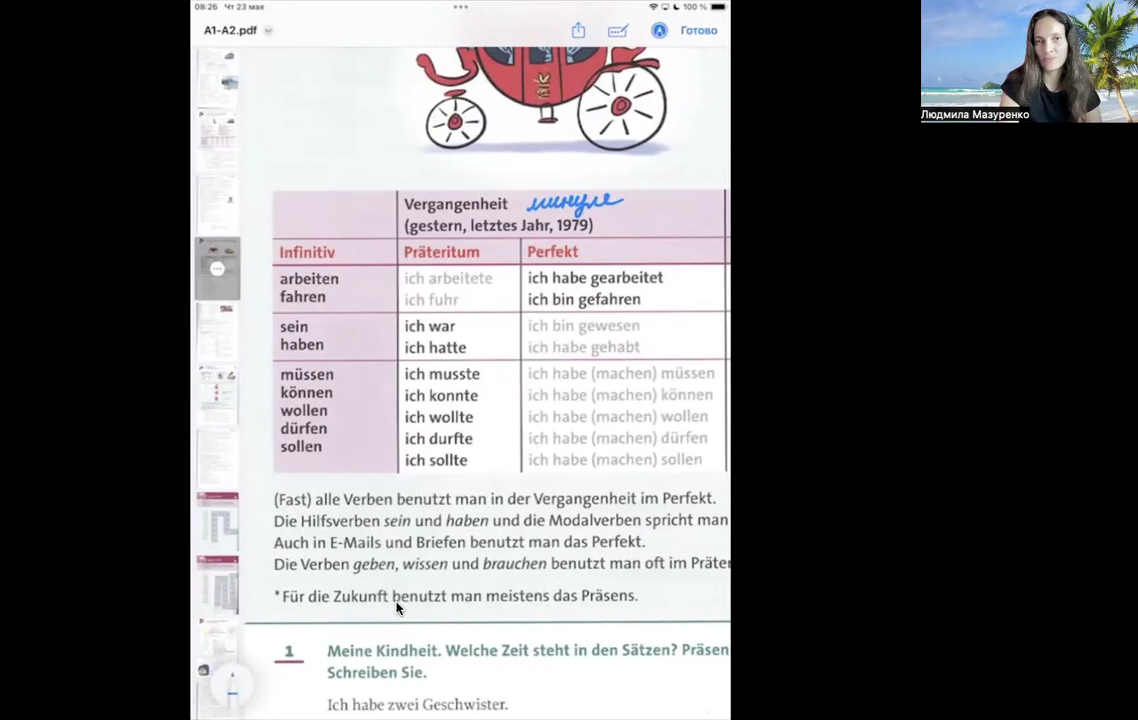 08:26 Чт 23 мая
100 %
A1-A2.pdf
Готово
Людмила Мазуренко
Vergangenheit минуле
(gestern, letztes Jahr, 1979)
Infinitiv Präteritum Perfekt
arbeiten ich arbeitete ich habe gearbeitet
fahren ich fuhr ich bin gefahren
sein ich war ich bin gewesen
haben ich hatte ich habe gehabt
müssen ich musste ich habe (machen) müssen
können ich konnte ich habe (machen) können
wollen ich wollte ich habe (machen) wollen
dürfen ich durfte ich habe (machen) dürfen
sollen ich sollte ich habe (machen) sollen
(Fast) alle Verben benutzt man in der Vergangenheit im Perfekt.
Die Hilfsverben sein und haben und die Modalverben spricht man
Auch in E-Mails und Briefen benutzt man das Perfekt.
Die Verben geben, wissen und brauchen benutzt man oft im Präter
* Für die Zukunft benutzt man meistens das Präsens.
1 Meine Kindheit. Welche Zeit steht in den Sätzen? Präsen
Schreiben Sie.
Ich habe zwei Geschwister.